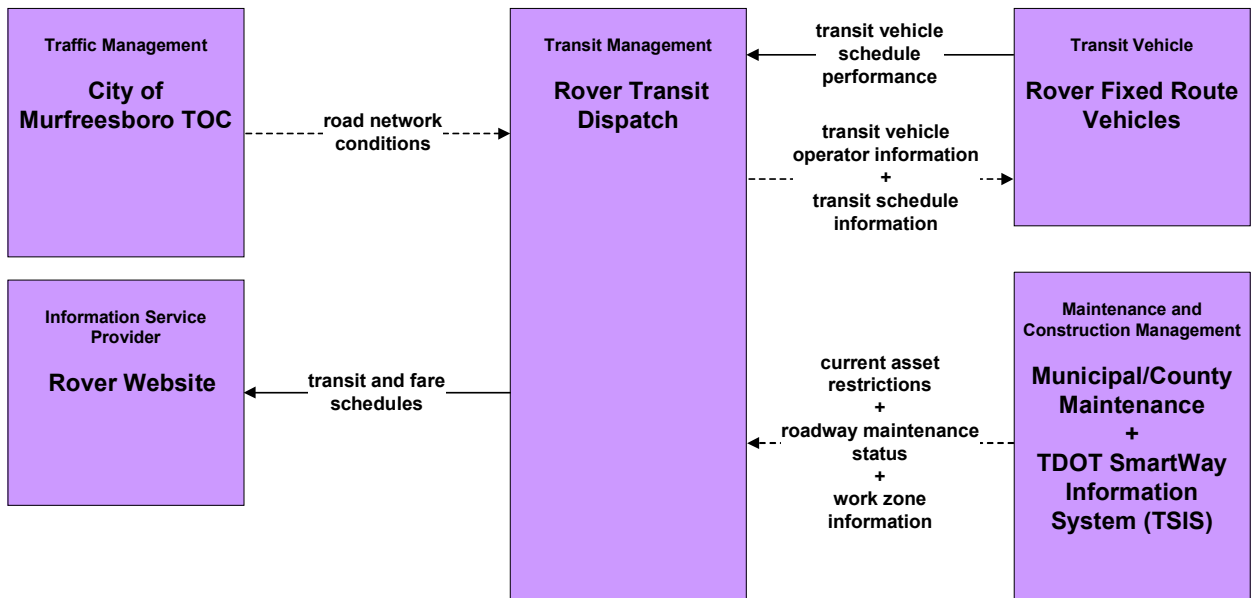 Traffic Management
City of
Murfreesboro TOC
road network
conditions
Information Service
Provider
Rover Website
transit and fare
schedules
Transit Management
Rover Transit
Dispatch
transit vehicle
schedule
performance
transit vehicle
operator information
+
transit schedule
information
Transit Vehicle
Rover Fixed Route
Vehicles
current asset
restrictions
+
roadway maintenance
status
+
work zone
information
Maintenance and
Construction Management
Municipal/County
Maintenance
+
TDOT SmartWay
Information
System (TSIS)